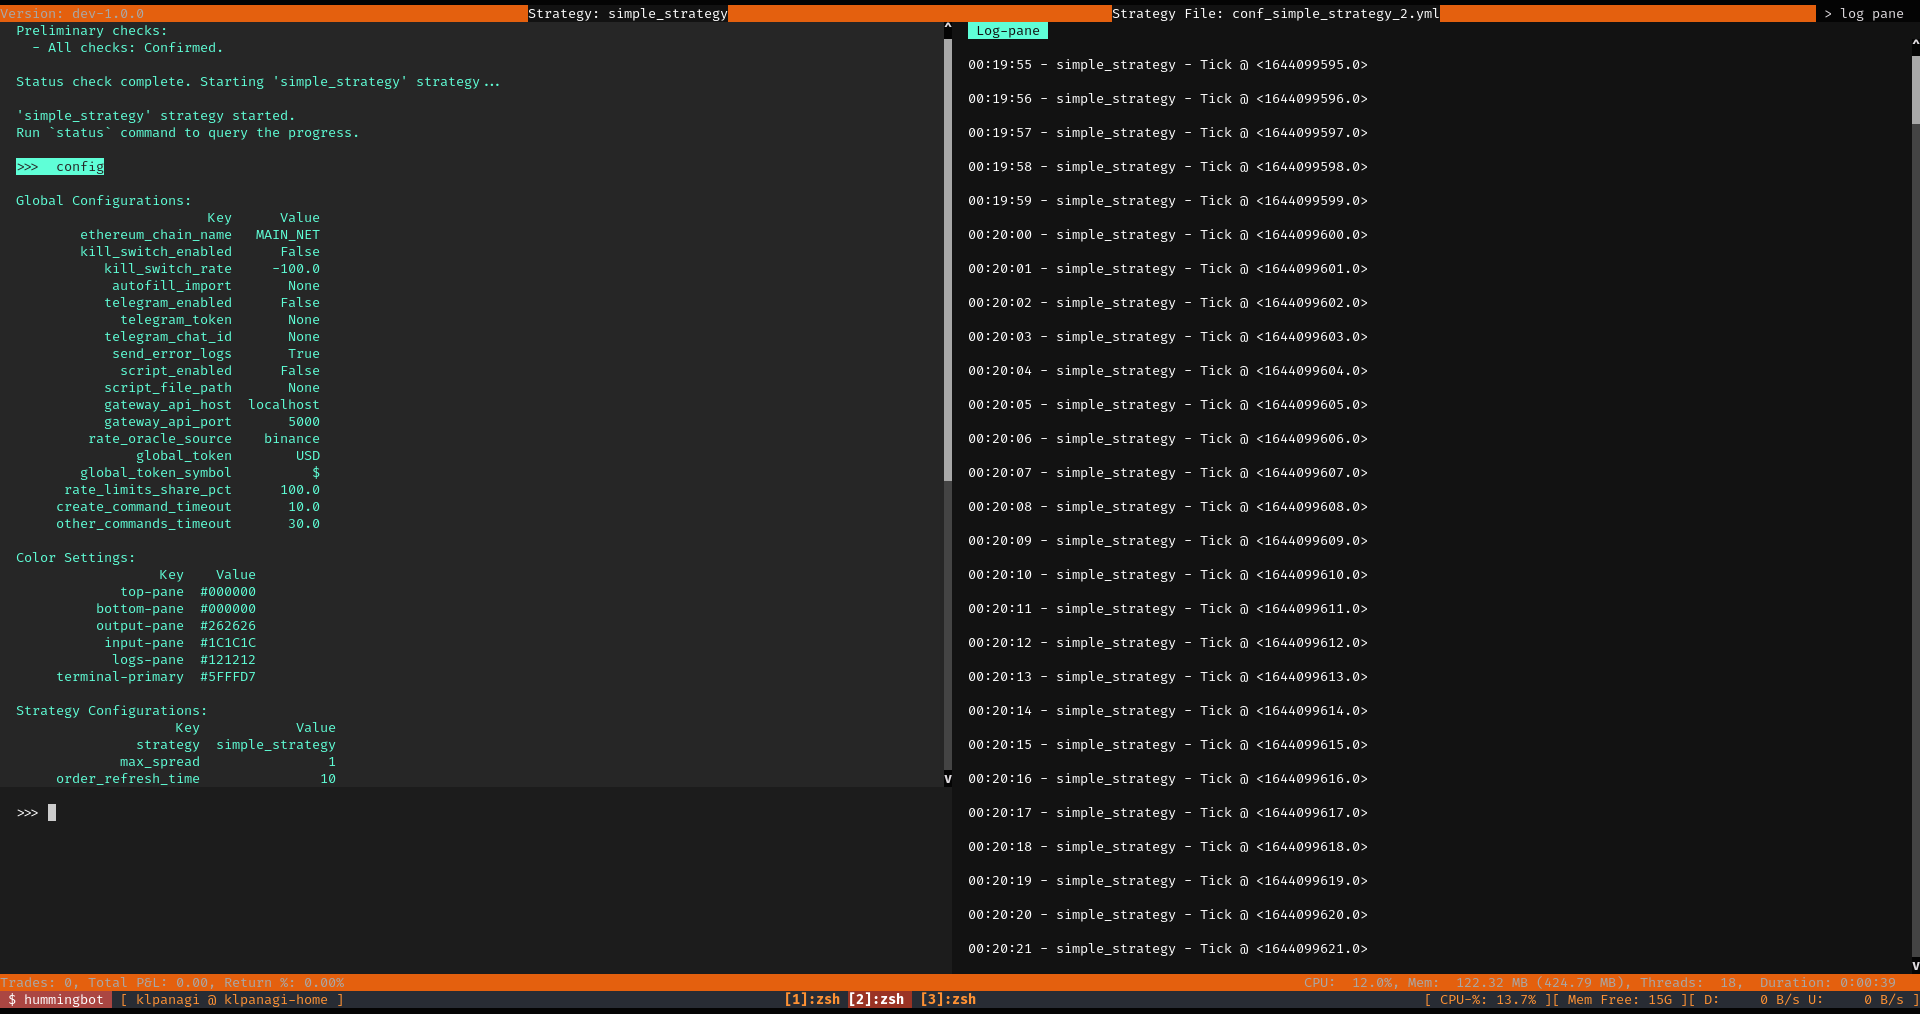 Version: dev-1.0.0 Strategy: simple_strategy Strategy File: conf_simple_strategy_2.yml > log pane
Preliminary checks:
- All checks: Confirmed.
Status check complete. Starting 'simple_strategy' strategy...
'simple_strategy' strategy started.
Run `status` command to query the progress.
>>> config
Global Configurations:
Key Value
ethereum_chain_name MAIN_NET
kill_switch_enabled False
kill_switch_rate -100.0
autofill_import None
telegram_enabled False
telegram_token None
telegram_chat_id None
send_error_logs True
script_enabled False
script_file_path None
gateway_api_host localhost
gateway_api_port 5000
rate_oracle_source binance
global_token USD
global_token_symbol $
rate_limits_share_pct 100.0
create_command_timeout 10.0
other_commands_timeout 30.0
Color Settings:
Key Value
top-pane #000000
bottom-pane #000000
output-pane #262626
input-pane #1C1C1C
logs-pane #121212
terminal-primary #5FFFD7
Strategy Configurations:
Key Value
strategy simple_strategy
max_spread 1
order_refresh_time 10
^
v
>>>
Log-pane
00:19:55 - simple_strategy - Tick @ <1644099595.0>
00:19:56 - simple_strategy - Tick @ <1644099596.0>
00:19:57 - simple_strategy - Tick @ <1644099597.0>
00:19:58 - simple_strategy - Tick @ <1644099598.0>
00:19:59 - simple_strategy - Tick @ <1644099599.0>
00:20:00 - simple_strategy - Tick @ <1644099600.0>
00:20:01 - simple_strategy - Tick @ <1644099601.0>
00:20:02 - simple_strategy - Tick @ <1644099602.0>
00:20:03 - simple_strategy - Tick @ <1644099603.0>
00:20:04 - simple_strategy - Tick @ <1644099604.0>
00:20:05 - simple_strategy - Tick @ <1644099605.0>
00:20:06 - simple_strategy - Tick @ <1644099606.0>
00:20:07 - simple_strategy - Tick @ <1644099607.0>
00:20:08 - simple_strategy - Tick @ <1644099608.0>
00:20:09 - simple_strategy - Tick @ <1644099609.0>
00:20:10 - simple_strategy - Tick @ <1644099610.0>
00:20:11 - simple_strategy - Tick @ <1644099611.0>
00:20:12 - simple_strategy - Tick @ <1644099612.0>
00:20:13 - simple_strategy - Tick @ <1644099613.0>
00:20:14 - simple_strategy - Tick @ <1644099614.0>
00:20:15 - simple_strategy - Tick @ <1644099615.0>
00:20:16 - simple_strategy - Tick @ <1644099616.0>
00:20:17 - simple_strategy - Tick @ <1644099617.0>
00:20:18 - simple_strategy - Tick @ <1644099618.0>
00:20:19 - simple_strategy - Tick @ <1644099619.0>
00:20:20 - simple_strategy - Tick @ <1644099620.0>
00:20:21 - simple_strategy - Tick @ <1644099621.0>
^
v
Trades: 0, Total P&L: 0.00, Return %: 0.00% CPU: 12.0%, Mem: 122.32 MB (424.79 MB), Threads: 18, Duration: 0:00:39
$ hummingbot [ klpanagi @ klpanagi-home ] [1]:zsh [2]:zsh [3]:zsh [ CPU-%: 13.7% ][ Mem Free: 15G ][ D: 0 B/s U: 0 B/s ]